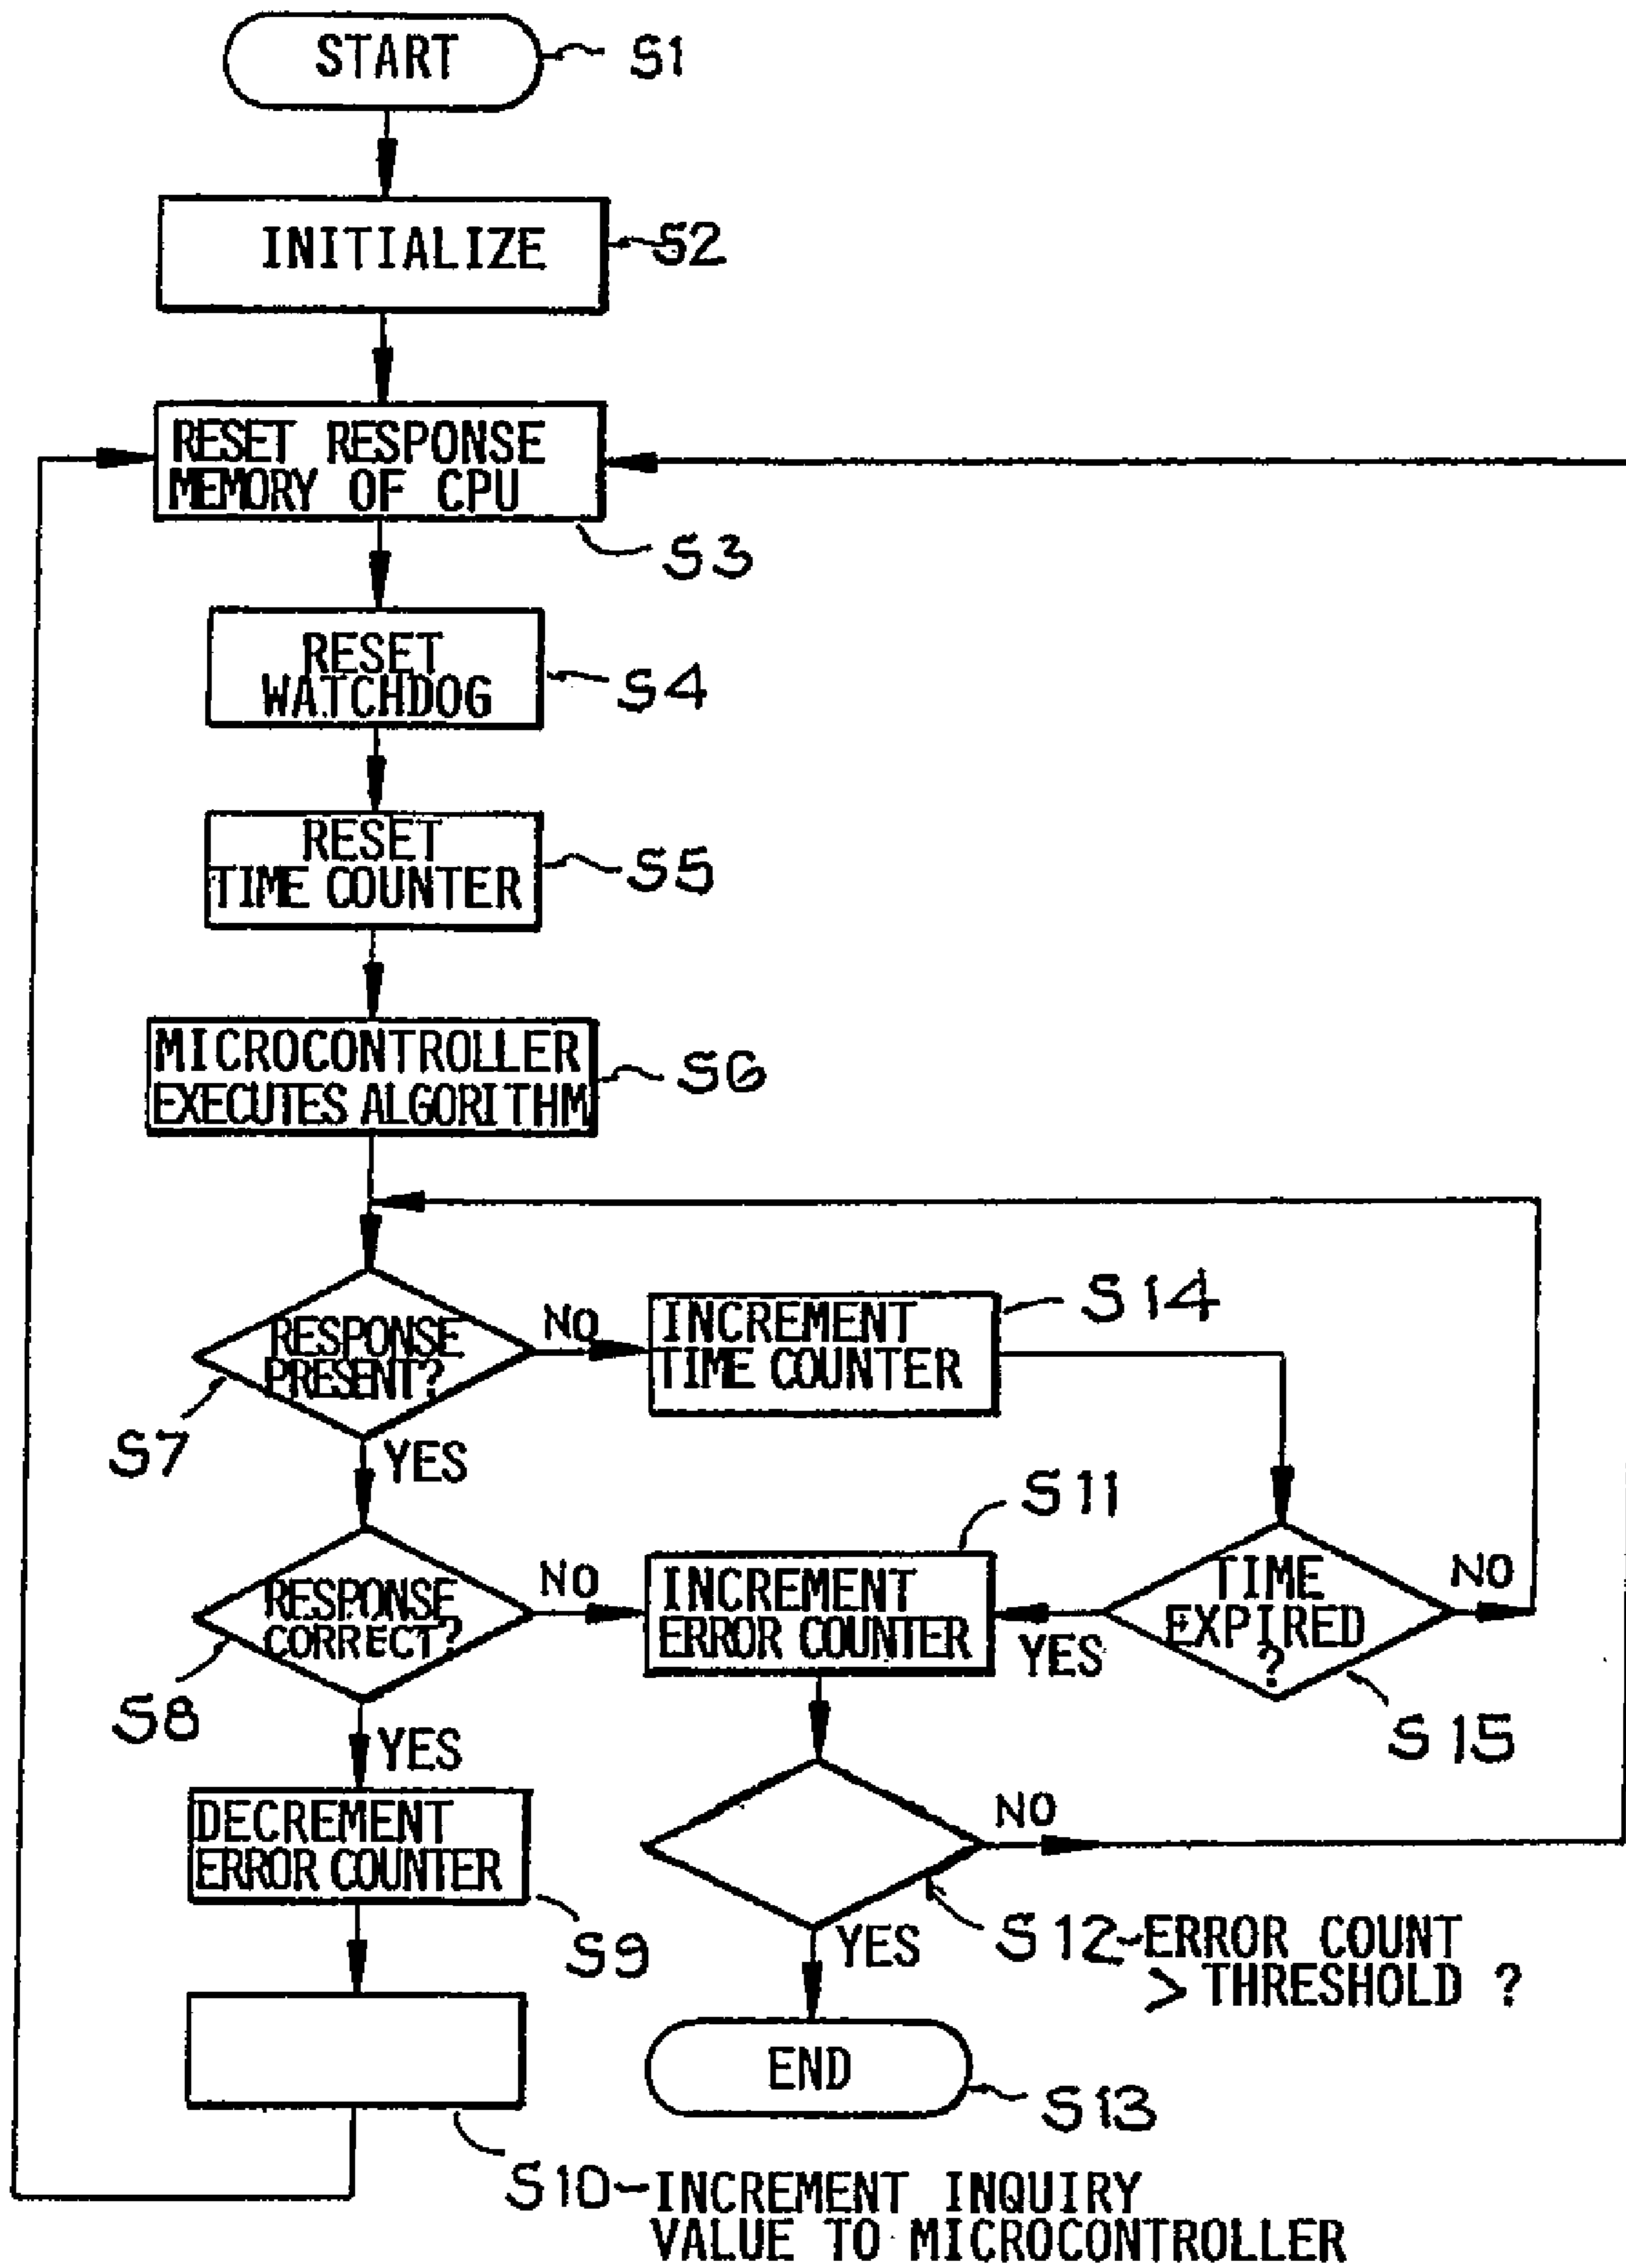 START
S1
INITIALIZE
S2
RESET RESPONSE
MEMORY OF CPU
S3
RESET
WATCHDOG
S4
RESET
TIME COUNTER
S5
MICROCONTROLLER
EXECUTES ALGORITHM
S6
RESPONSE
PRESENT?
S7
NO
INCREMENT
TIME COUNTER
S14
YES
S11
RESPONSE
CORRECT?
S8
NO
INCREMENT
ERROR COUNTER
YES
TIME
EXPIRED
?
NO
S15
YES
DECREMENT
ERROR COUNTER
S9
NO
S12-ERROR COUNT
> THRESHOLD ?
YES
END
S13
S10-INCREMENT INQUIRY
VALUE TO MICROCONTROLLER